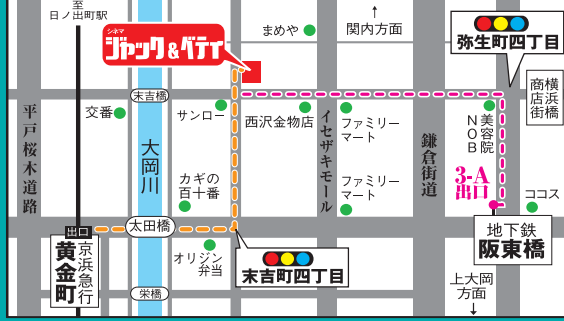 至
日ノ出町駅
シネマ
ジャック&ベティ
まめや
↑
関内方面
弥生町四丁目
末吉橋
交番
サンロー
西沢金物店
ファミリー
マート
美容院
NOB
横浜橋
商店街
平戸桜木道路
大岡川
イセザキモール
鎌倉街道
カギの
百十番
ファミリー
マート
3-A
出口
ココス
太田橋
出口
京浜急行
黄金町
オリジン
弁当
末吉町四丁目
地下鉄
阪東橋
栄橋
上大岡
方面
↓